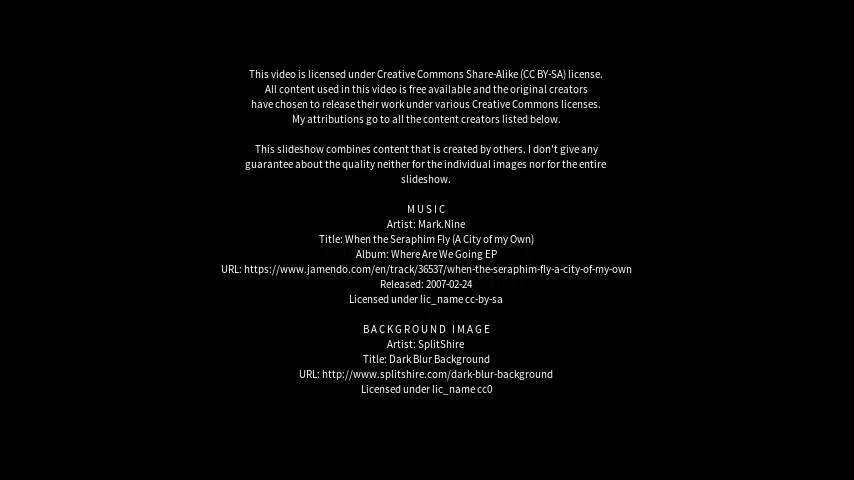 This video is licensed under Creative Commons Share-Alike (CC BY-SA) license.
All content used in this video is free available and the original creators
have chosen to release their work under various Creative Commons licenses.
My attributions go to all the content creators listed below.
This slideshow combines content that is created by others. I don't give any
guarantee about the quality neither for the individual images nor for the entire
slideshow.
MUSIC
Artist: Mark.Nine
Title: When the Seraphim Fly (A City of my Own)
Album: Where Are We Going EP
URL: https://www.jamendo.com/en/track/36537/when-the-seraphim-fly-a-city-of-my-own
Released: 2007-02-24
Licensed under lic_name cc-by-sa
BACKGROUND IMAGE
Artist: SplitShire
Title: Dark Blur Background
URL: http://www.splitshire.com/dark-blur-background
Licensed under lic_name cc0